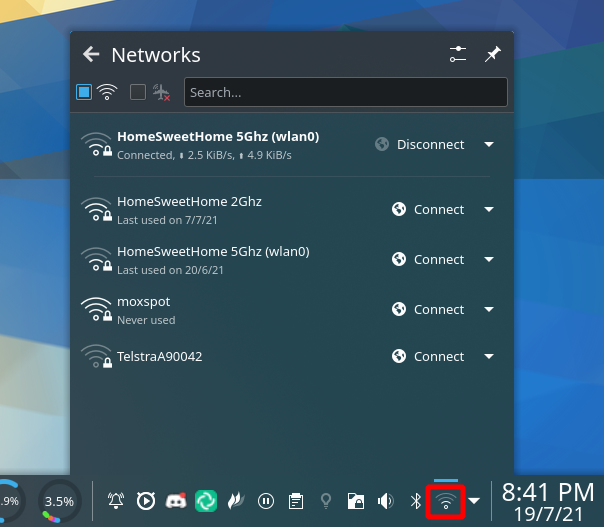 Networks
Search...
HomeSweetHome 5Ghz (wlan0)
Connected, ⬇ 2.5 KiB/s, ⬆ 4.9 KiB/s
Disconnect
HomeSweetHome 2Ghz
Last used on 7/7/21
Connect
HomeSweetHome 5Ghz (wlan0)
Last used on 20/6/21
Connect
moxspot
Never used
Connect
TelstraA90042
Connect
.9%
3.5%
8:41 PM
19/7/21